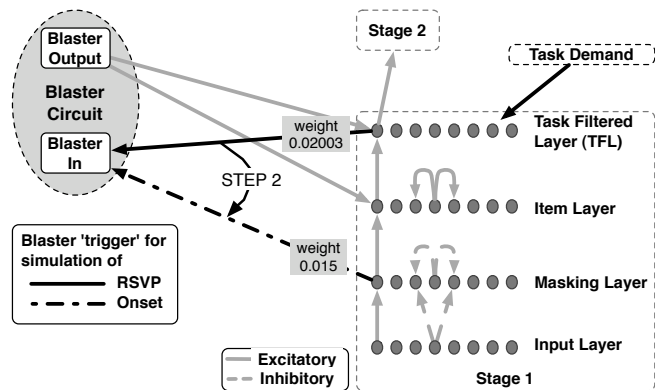 Blaster
Output
Blaster
Circuit
Blaster
In
Stage 2
Task Demand
weight
0.02003
Task Filtered
Layer (TFL)
STEP 2
Item Layer
weight
0.015
Masking Layer
Input Layer
Stage 1
Blaster 'trigger' for
simulation of
RSVP
Onset
Excitatory
Inhibitory